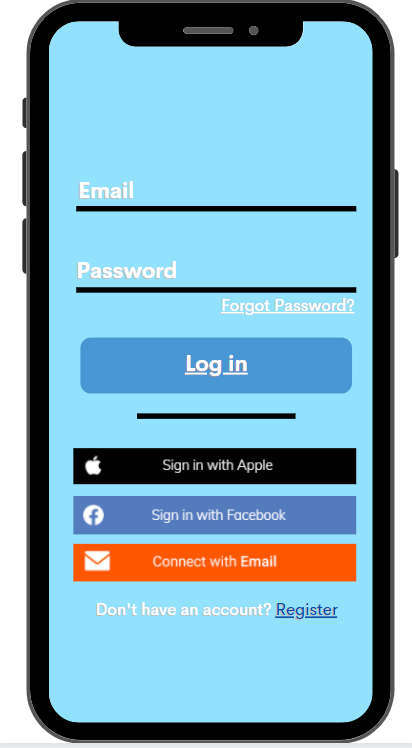 Email
Password
Forgot Password?
Log in
Sign in with Apple
Sign in with Facebook
Connect with Email
Don't have an account? Register